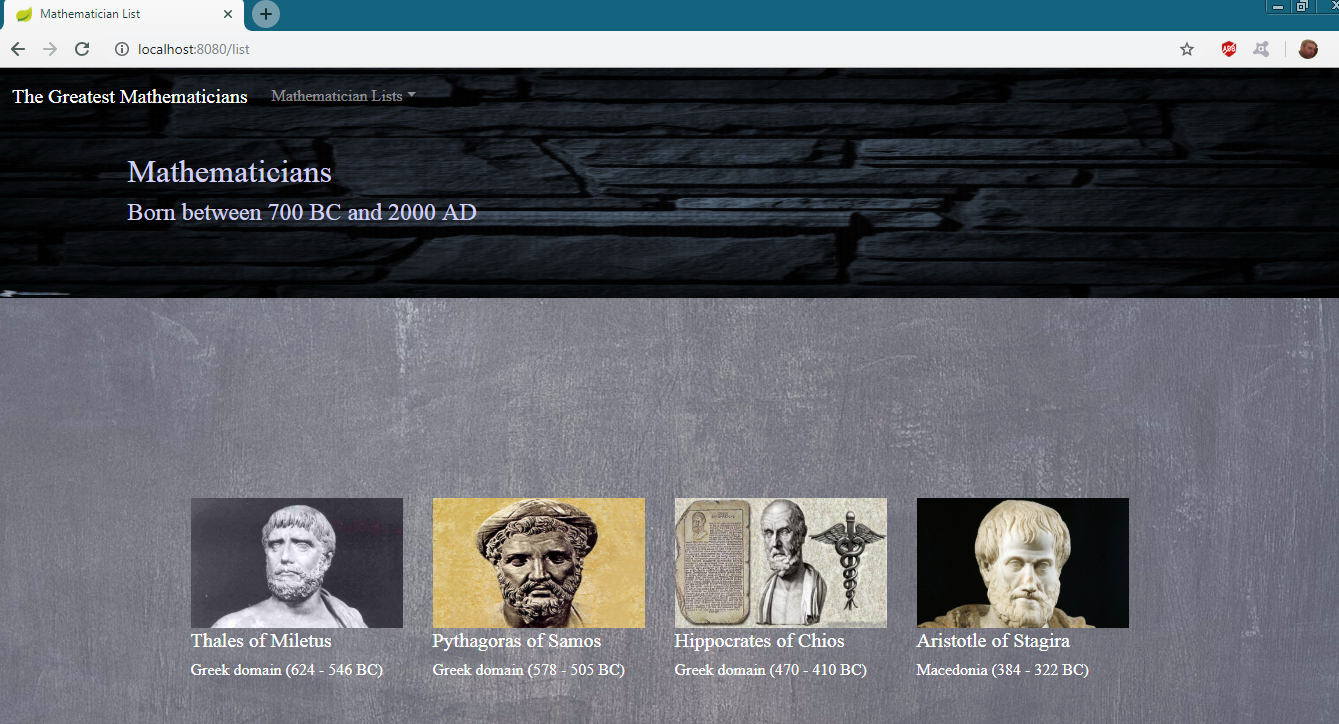 Mathematician List
localhost:8080/list
The Greatest Mathematicians
Mathematician Lists
Mathematicians
Born between 700 BC and 2000 AD
Thales of Miletus
Pythagoras of Samos
Hippocrates of Chios
Aristotle of Stagira
Greek domain (624 - 546 BC)
Greek domain (578 - 505 BC)
Greek domain (470 - 410 BC)
Macedonia (384 - 322 BC)